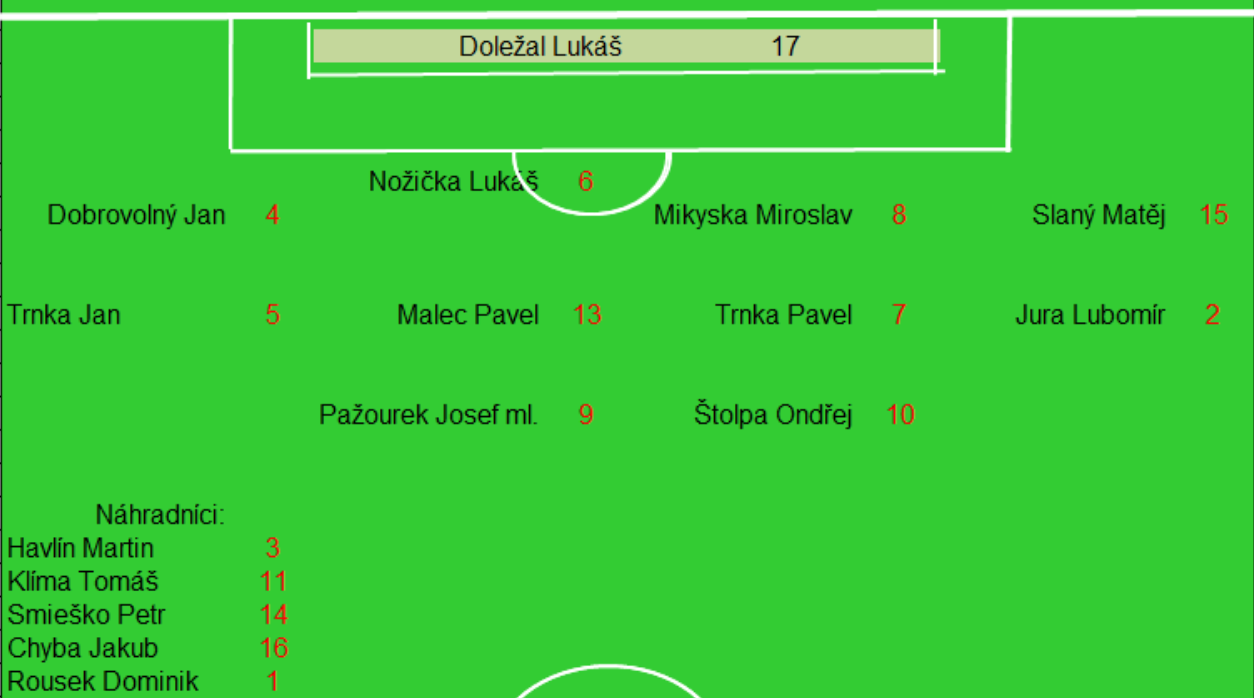 Doležal Lukáš 17
Nožička Lukáš 6
Dobrovolný Jan 4 Mikyska Miroslav 8 Slaný Matěj 15
Trnka Jan 5 Malec Pavel 13 Trnka Pavel 7 Jura Lubomír 2
Pažourek Josef ml. 9 Štolpa Ondřej 10
Náhradníci:
Havlín Martin 3
Klíma Tomáš 11
Smieško Petr 14
Chyba Jakub 16
Rousek Dominik 1